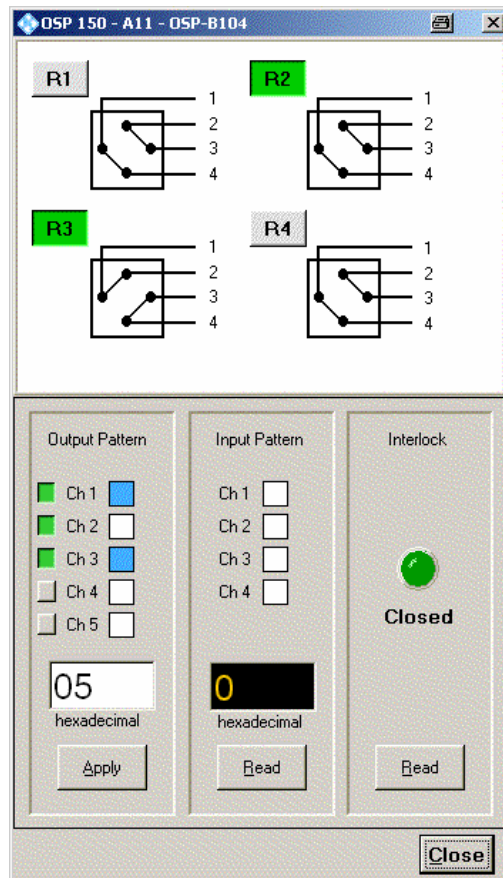 OSP 150 - A11 - OSP-B104
R1
1
2
3
4
R2
1
2
3
4
R3
1
2
3
4
R4
1
2
3
4
Output Pattern
Ch 1
Ch 2
Ch 3
Ch 4
Ch 5
05
hexadecimal
Apply
Input Pattern
Ch 1
Ch 2
Ch 3
Ch 4
0
hexadecimal
Read
Interlock
Closed
Read
Close